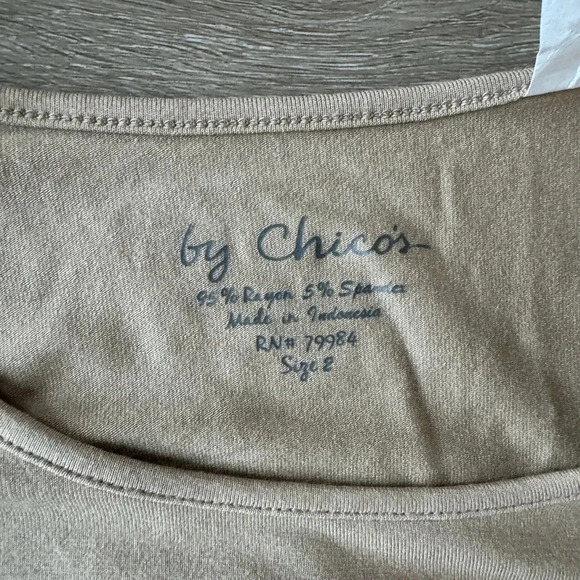 by Chico's
95% Rayon 5% Spandex
Made in Indonesia
RN# 79984
Size 2